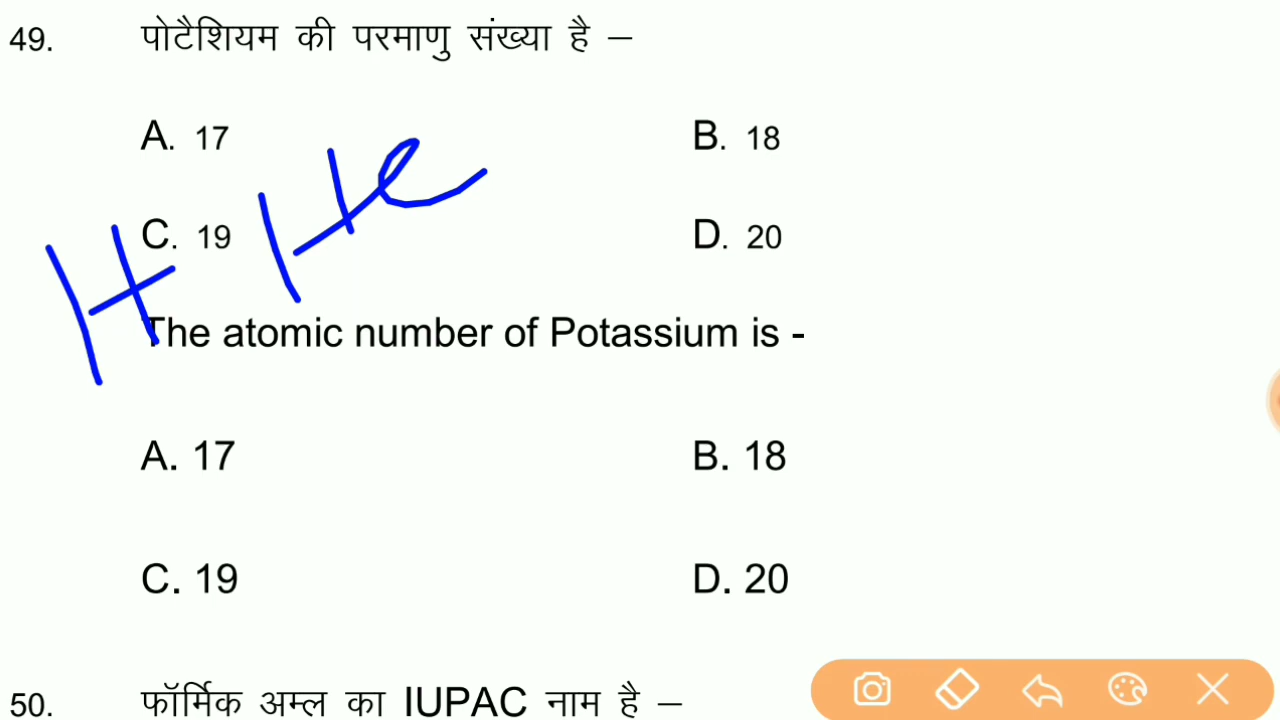 49. पोटैशियम की परमाणु संख्या है –
A. 17 B. 18
C. 19 D. 20
H He
The atomic number of Potassium is -
A. 17 B. 18
C. 19 D. 20
50. फॉर्मिक अम्ल का IUPAC नाम है –